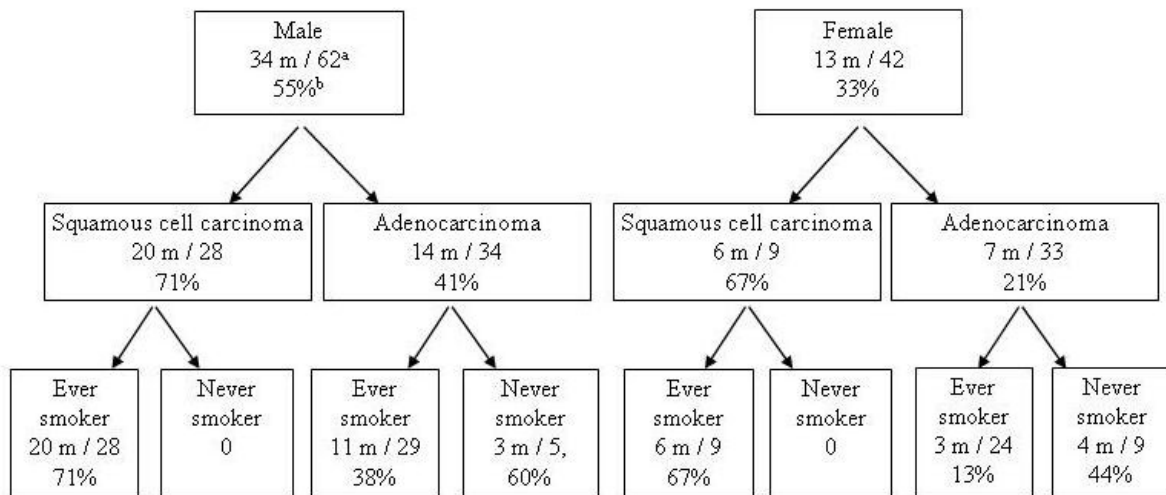 Male
34 m / 62ᵃ
55%ᵇ
Female
13 m / 42
33%
Squamous cell carcinoma
20 m / 28
71%
Adenocarcinoma
14 m / 34
41%
Squamous cell carcinoma
6 m / 9
67%
Adenocarcinoma
7 m / 33
21%
Ever
smoker
20 m / 28
71%
Never
smoker
0
Ever
smoker
11 m / 29
38%
Never
smoker
3 m / 5,
60%
Ever
smoker
6 m / 9
67%
Never
smoker
0
Ever
smoker
3 m / 24
13%
Never
smoker
4 m / 9
44%